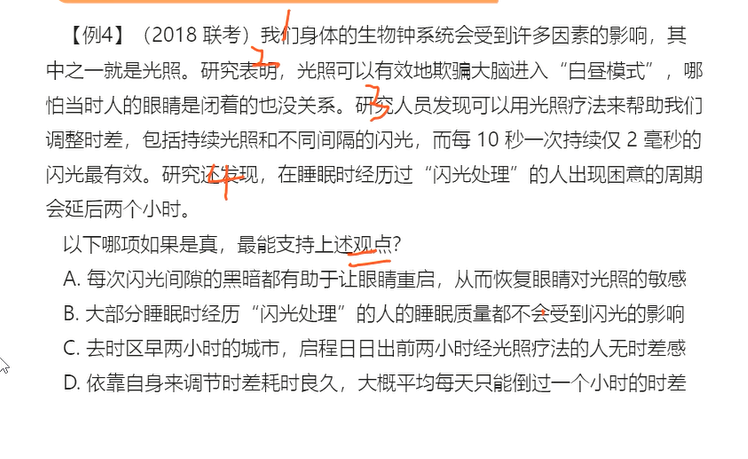 【例4】（2018 联考）我们身体的生物钟系统会受到许多因素的影响，其
中之一就是光照。研究表明，光照可以有效地欺骗大脑进入“白昼模式”，哪
怕当时人的眼睛是闭着的也没关系。研究人员发现可以用光照疗法来帮助我们
调整时差，包括持续光照和不同间隔的闪光，而每 10 秒一次持续仅 2 毫秒的
闪光最有效。研究还发现，在睡眠时经历过“闪光处理”的人出现困意的周期
会延后两个小时。
以下哪项如果是真，最能支持上述观点？
A. 每次闪光间隙的黑暗都有助于让眼睛重启，从而恢复眼睛对光照的敏感
B. 大部分睡眠时经历“闪光处理”的人的睡眠质量都不会受到闪光的影响
C. 去时区早两小时的城市，启程日日出前两小时经光照疗法的人无时差感
D. 依靠自身来调节时差耗时良久，大概平均每天只能倒过一个小时的时差
1
2
3
4